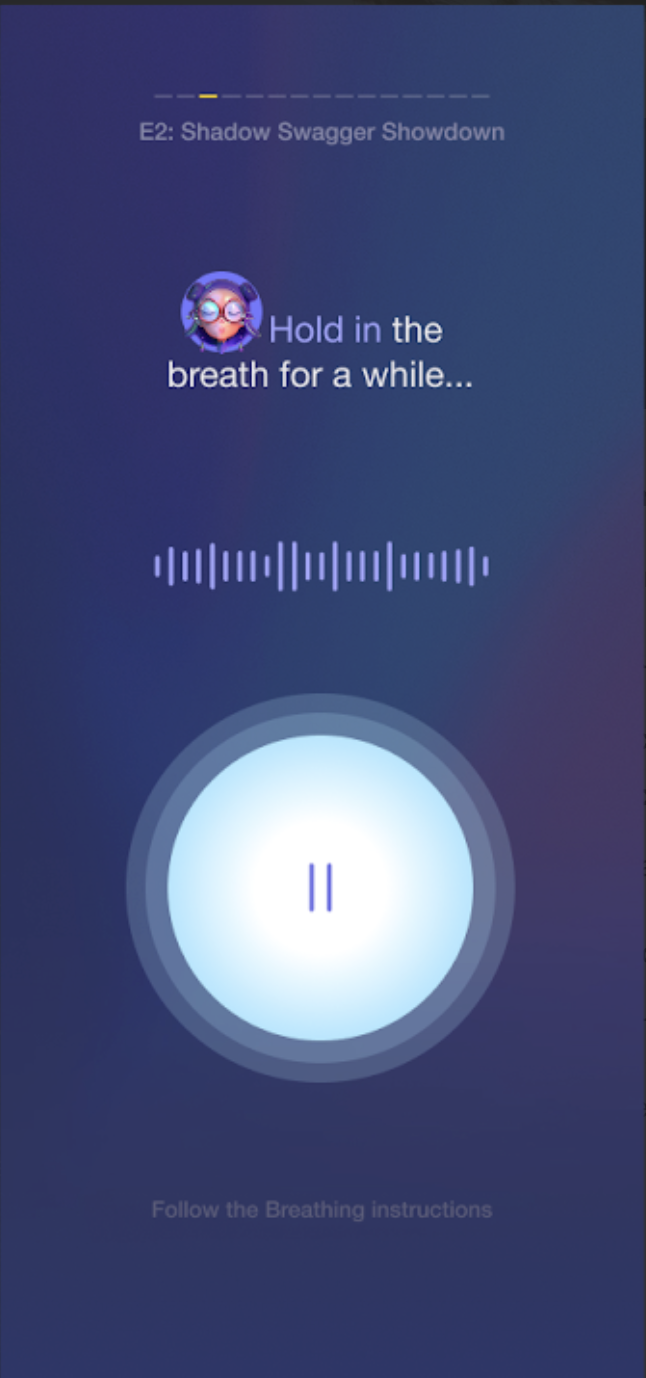 E2: Shadow Swagger Showdown
Hold in the
breath for a while...
Follow the Breathing instructions